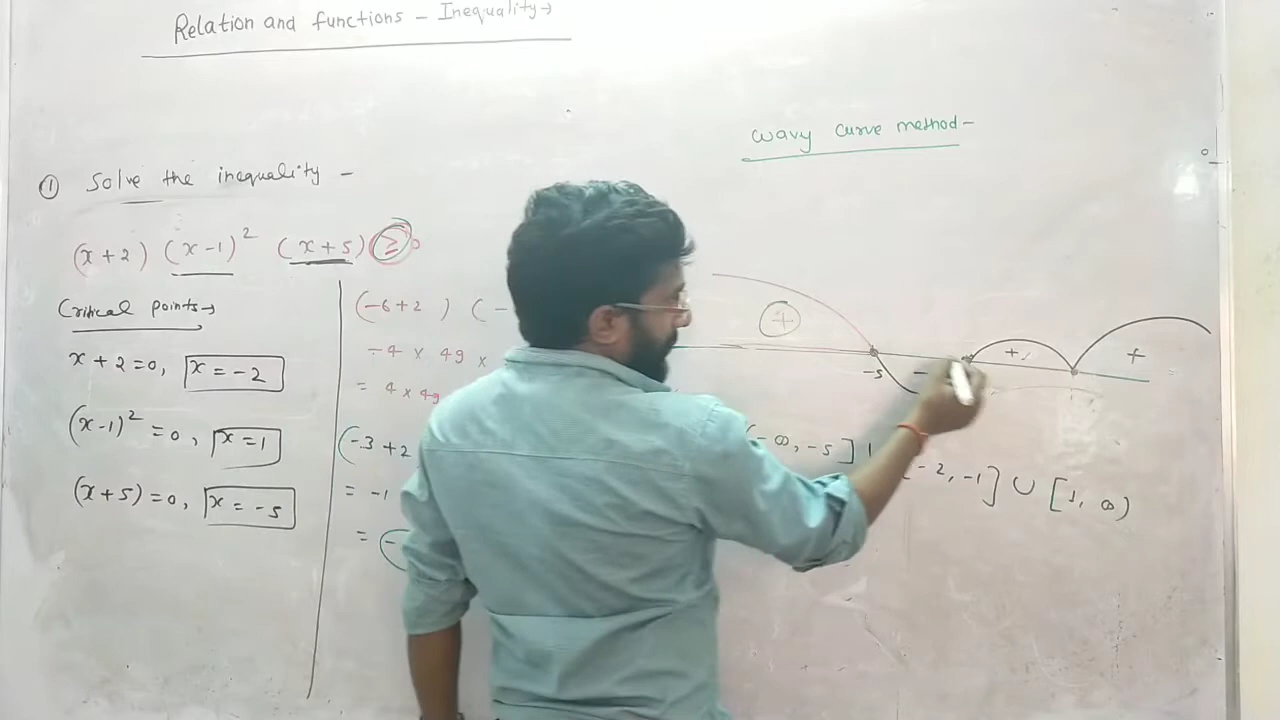 Relation and functions - Inequality →
Wavy Curve method -
① Solve the inequality -
(x+2) (x-1)² (x+5) ≥ 0
Critical points →
x+2=0, x=-2
(x-1)²=0, x=1
(x+5)=0, x=-5
(-6+2) (-
-4 × 49 ×
= 4 × 49
(-3+2
= -1
= (-
+ - + +
-5
-∞, -5]
-2, -1] ∪ [1, ∞)